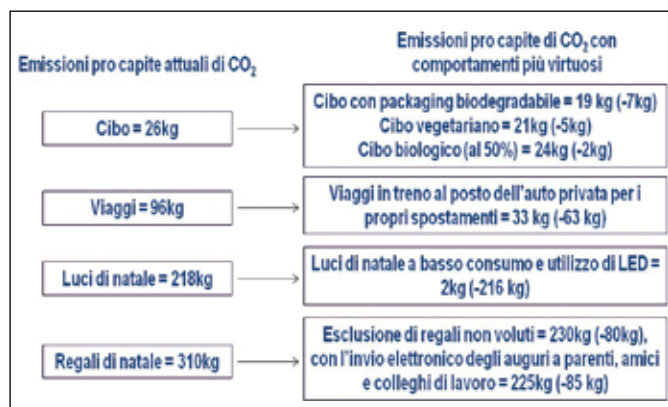 Emissioni pro capite attuali di CO₂
Emissioni pro capite di CO₂ con
comportamenti più virtuosi
Cibo = 26kg
Cibo con packaging biodegradabile = 19 kg (-7kg)
Cibo vegetariano = 21kg (-5kg)
Cibo biologico (al 50%) = 24kg (-2kg)
Viaggi = 96kg
Viaggi in treno al posto dell'auto privata per i
propri spostamenti = 33 kg (-63 kg)
Luci di natale = 218kg
Luci di natale a basso consumo e utilizzo di LED =
2kg (-216 kg)
Regali di natale = 310kg
Esclusione di regali non voluti = 230kg (-80kg),
con l'invio elettronico degli auguri a parenti, amici
e colleghi di lavoro = 225kg (-85 kg)